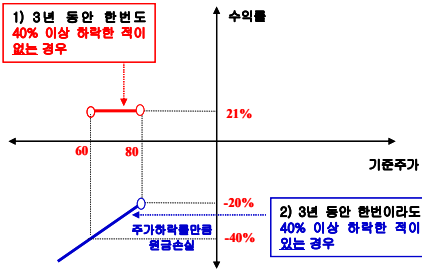 1) 3년 동안 한번도
40% 이상 하락한 적이
없는 경우
수익률
21%
60
80
기준주가
-20%
주가하락률만큼
원금손실
-40%
2) 3년 동안 한번이라도
40% 이상 하락한 적이
있는 경우